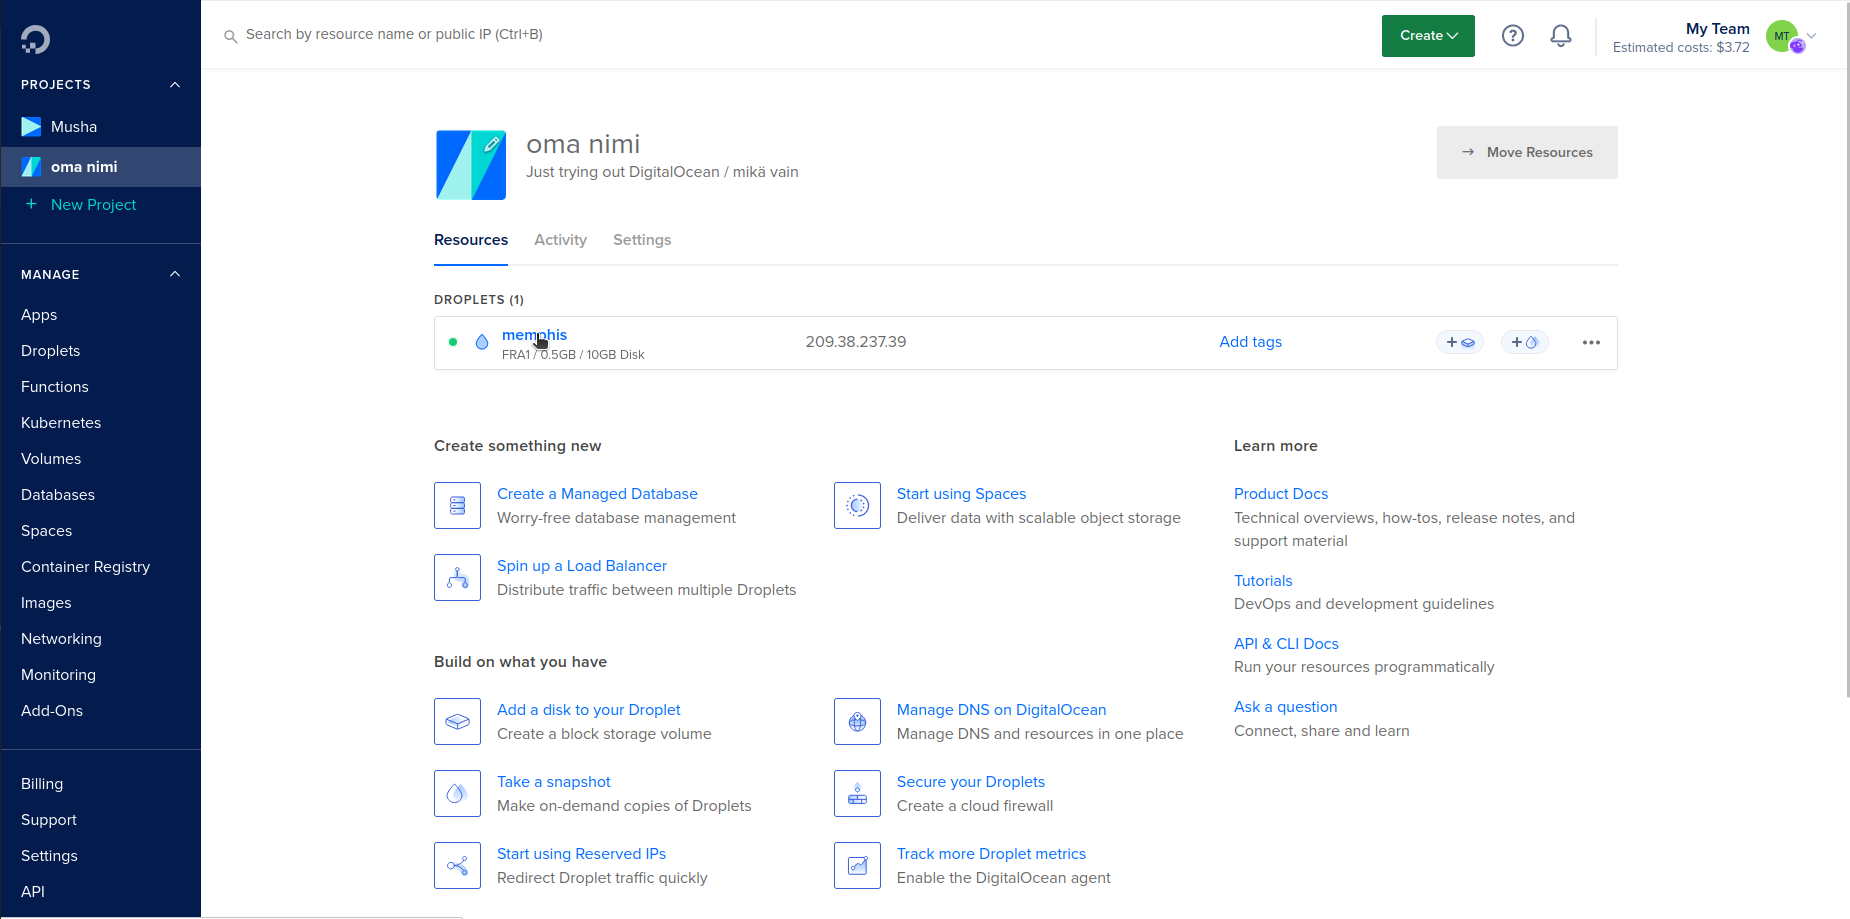 Search by resource name or public IP (Ctrl+B)
Create
My Team
Estimated costs: $3.72
MT
PROJECTS
Musha
oma nimi
+ New Project
MANAGE
Apps
Droplets
Functions
Kubernetes
Volumes
Databases
Spaces
Container Registry
Images
Networking
Monitoring
Add-Ons
Billing
Support
Settings
API
oma nimi
Just trying out DigitalOcean / mikä vain
→ Move Resources
Resources Activity Settings
DROPLETS (1)
memphis
FRA1 / 0.5GB / 10GB Disk
209.38.237.39
Add tags
Create something new
Create a Managed Database
Worry-free database management
Start using Spaces
Deliver data with scalable object storage
Spin up a Load Balancer
Distribute traffic between multiple Droplets
Build on what you have
Add a disk to your Droplet
Create a block storage volume
Manage DNS on DigitalOcean
Manage DNS and resources in one place
Take a snapshot
Make on-demand copies of Droplets
Secure your Droplets
Create a cloud firewall
Start using Reserved IPs
Redirect Droplet traffic quickly
Track more Droplet metrics
Enable the DigitalOcean agent
Learn more
Product Docs
Technical overviews, how-tos, release notes, and
support material
Tutorials
DevOps and development guidelines
API & CLI Docs
Run your resources programmatically
Ask a question
Connect, share and learn